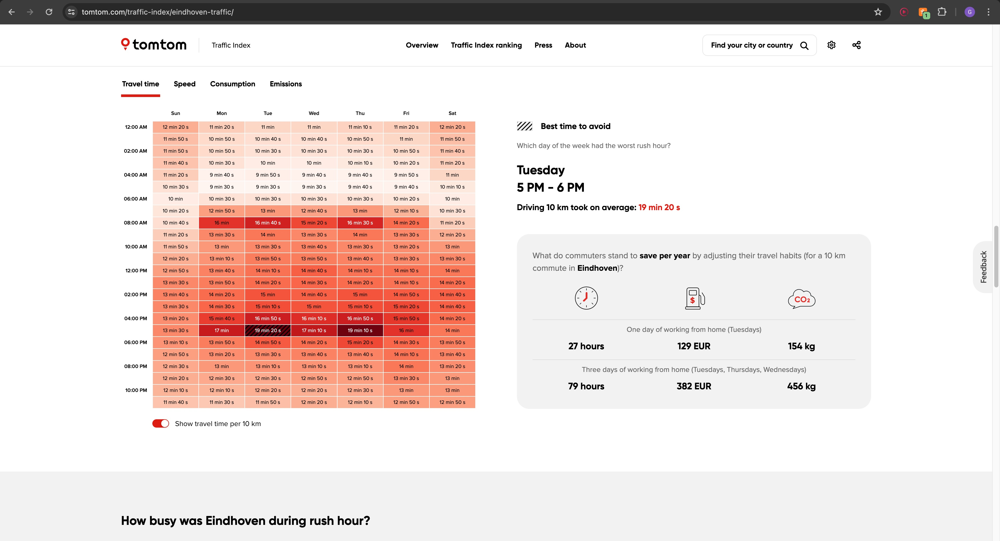 tomtom.com/traffic-index/eindhoven-traffic/
1
G
tomtom
Traffic Index
Overview
Traffic Index ranking
Press
About
Find your city or country
Travel time
Speed
Consumption
Emissions
Sun Mon Tue Wed Thu Fri Sat
12:00 AM 12 min 20 s 11 min 20 s 11 min 11 min 11 min 10 s 11 min 20 s 12 min 20 s
11 min 50 s 10 min 50 s 10 min 40 s 10 min 40 s 10 min 50 s 11 min 11 min 50 s
02:00 AM 11 min 50 s 10 min 50 s 10 min 30 s 10 min 30 s 10 min 30 s 10 min 50 s 11 min 40 s
11 min 40 s 10 min 30 s 10 min 10 min 10 min 10 s 10 min 20 s 11 min 20 s
04:00 AM 11 min 20 s 9 min 40 s 9 min 50 s 9 min 40 s 9 min 40 s 9 min 50 s 11 min
10 min 30 s 9 min 30 s 9 min 30 s 9 min 30 s 9 min 40 s 9 min 40 s 10 min 10 s
06:00 AM 10 min 10 min 30 s 10 min 30 s 10 min 30 s 10 min 30 s 10 min 20 s 10 min
10 min 20 s 12 min 50 s 13 min 12 min 40 s 13 min 12 min 10 s 10 min 30 s
08:00 AM 10 min 40 s 16 min 16 min 40 s 15 min 20 s 16 min 30 s 14 min 20 s 11 min 20 s
11 min 20 s 13 min 30 s 14 min 13 min 30 s 14 min 13 min 30 s 12 min 20 s
10:00 AM 11 min 50 s 13 min 13 min 30 s 13 min 40 s 13 min 30 s 13 min 20 s 13 min
12 min 20 s 13 min 10 s 13 min 50 s 13 min 50 s 13 min 40 s 13 min 30 s 13 min 30 s
12:00 PM 12 min 50 s 13 min 40 s 14 min 10 s 14 min 40 s 14 min 10 s 14 min 10 s 14 min
13 min 30 s 13 min 50 s 14 min 20 s 14 min 30 s 14 min 20 s 14 min 10 s 14 min 20 s
02:00 PM 13 min 40 s 14 min 20 s 15 min 14 min 40 s 15 min 14 min 50 s 14 min 40 s
13 min 30 s 14 min 30 s 15 min 10 s 15 min 15 min 10 s 15 min 20 s 14 min 40 s
04:00 PM 13 min 20 s 15 min 40 s 16 min 50 s 16 min 10 s 16 min 50 s 15 min 50 s 14 min 20 s
13 min 30 s 17 min 19 min 20 s 17 min 10 s 19 min 10 s 16 min 14 min
06:00 PM 13 min 10 s 13 min 50 s 14 min 50 s 14 min 20 s 15 min 20 s 14 min 30 s 13 min 50 s
12 min 50 s 13 min 20 s 13 min 30 s 13 min 40 s 13 min 40 s 14 min 10 s 13 min 40 s
08:00 PM 12 min 30 s 13 min 13 min 10 s 13 min 10 s 13 min 10 s 14 min 13 min 20 s
12 min 20 s 12 min 30 s 12 min 30 s 12 min 50 s 12 min 50 s 13 min 30 s 13 min
10:00 PM 12 min 10 s 12 min 10 s 12 min 20 s 12 min 20 s 12 min 30 s 13 min 13 min
11 min 40 s 11 min 30 s 11 min 50 s 12 min 20 s 12 min 10 s 12 min 50 s 12 min 50 s
Show travel time per 10 km
Best time to avoid
Which day of the week had the worst rush hour?
Tuesday
5 PM - 6 PM
Driving 10 km took on average: 19 min 20 s
What do commuters stand to save per year by adjusting their travel habits (for a 10 km
commute in Eindhoven)?
$
CO2
One day of working from home (Tuesdays)
27 hours 129 EUR 154 kg
Three days of working from home (Tuesdays, Thursdays, Wednesdays)
79 hours 382 EUR 456 kg
Feedback
How busy was Eindhoven during rush hour?